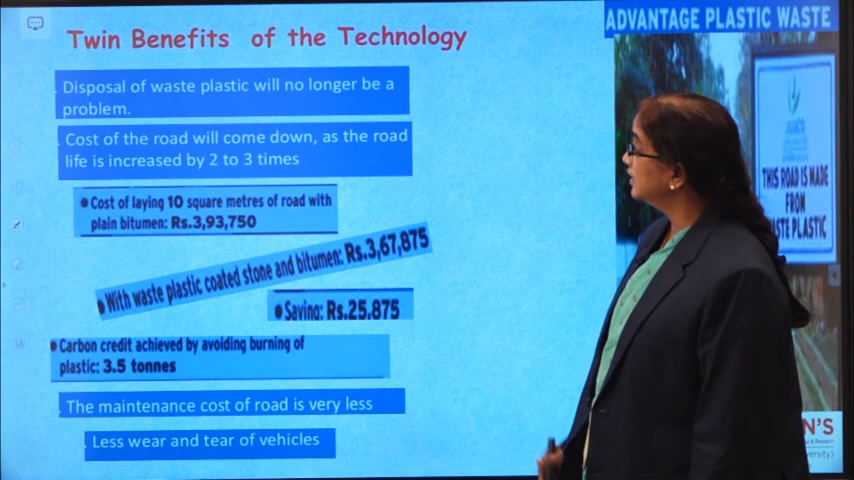 Twin Benefits of the Technology
ADVANTAGE PLASTIC WASTE
. Disposal of waste plastic will no longer be a
problem.
. Cost of the road will come down, as the road
life is increased by 2 to 3 times
• Cost of laying 10 square metres of road with
plain bitumen: Rs.3,93,750
• With waste plastic coated stone and bitumen: Rs.3,67,875
• Saving: Rs.25,875
• Carbon credit achieved by avoiding burning of
plastic: 3.5 tonnes
. The maintenance cost of road is very less
. Less wear and tear of vehicles
JUSCO
THIS ROAD IS MADE
FROM
STE PLASTIC
N'S
ersity)